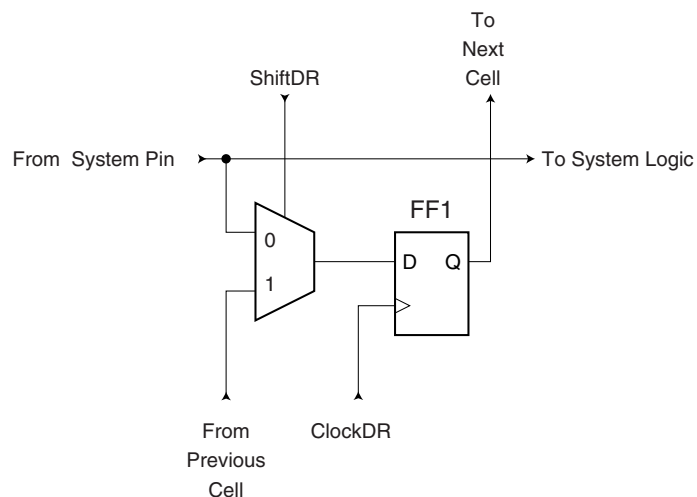 To
Next
Cell
ShiftDR
From System Pin
To System Logic
FF1
0
D Q
1
From
Previous
Cell
ClockDR